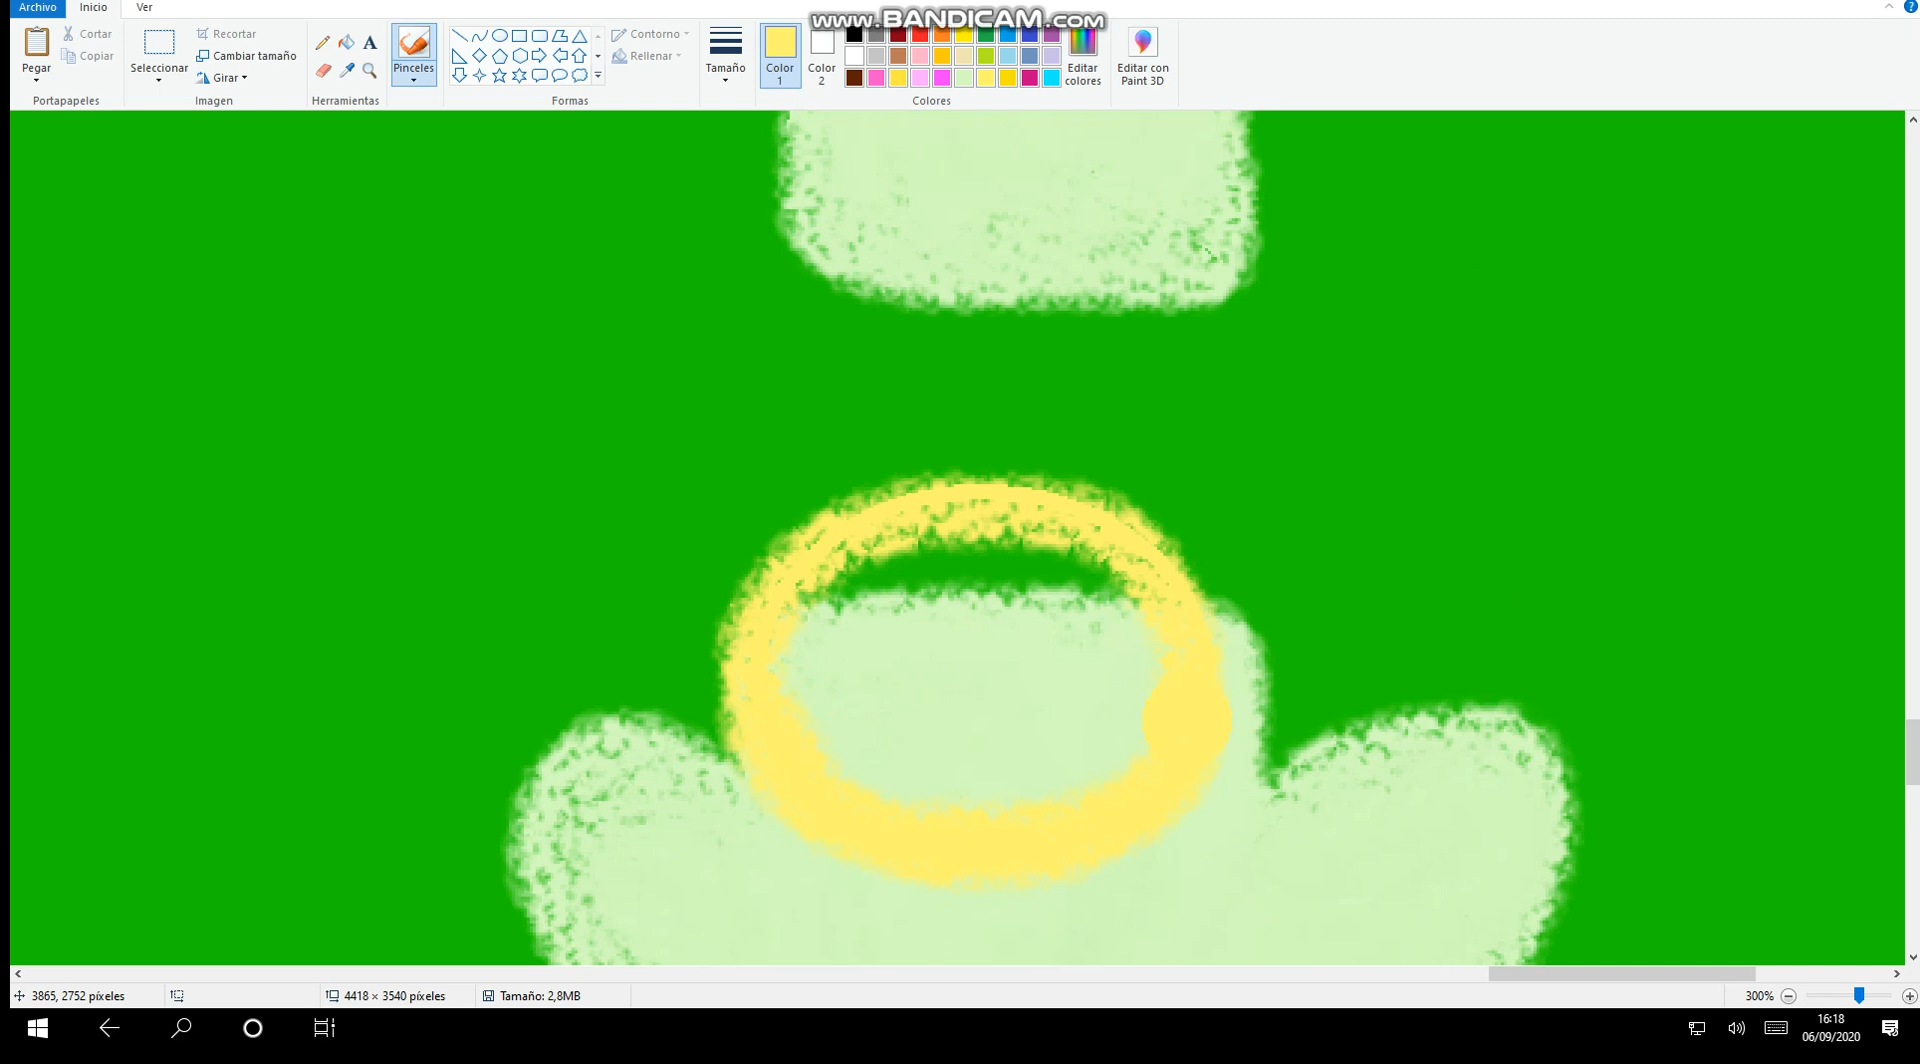 Archivo Inicio Ver
www.BANDICAM.com
Pegar
Cortar
Copiar
Portapapeles
Seleccionar
Recortar
Cambiar tamaño
Girar
Imagen
A
Herramientas
Pinceles
Formas
Contorno
Rellenar
Tamaño
Color
1
Color
2
Colores
Editar
colores
Editar con
Paint 3D
3865, 2752 píxeles
4418 × 3540 píxeles
Tamaño: 2,8MB
300%
16:18
06/09/2020